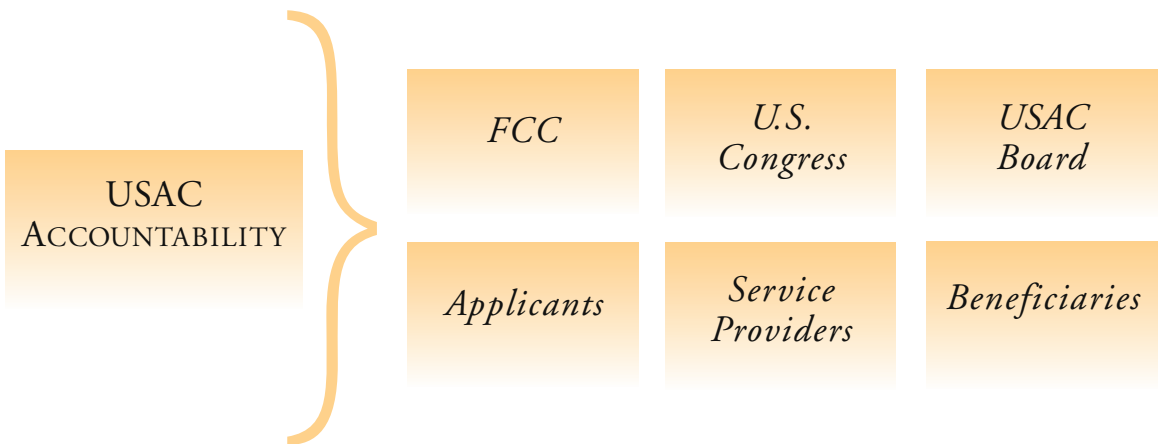 USAC
ACCOUNTABILITY
FCC
U.S.
Congress
USAC
Board
Applicants
Service
Providers
Beneficiaries